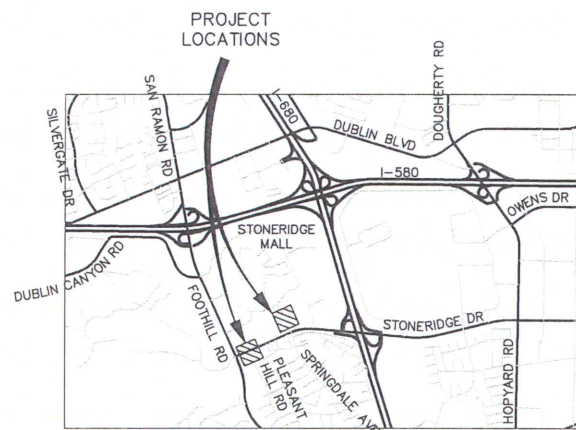 PROJECT
LOCATIONS
SILVERGATE DR
SAN RAMON RD
I-680
DUBLIN BLVD
DOUGHERTY RD
I-580
OWENS DR
STONERIDGE
MALL
DUBLIN CANYON RD
FOOTHILL RD
STONERIDGE DR
PLEASANT
HILL RD
SPRINGDALE AVE
HOPYARD RD